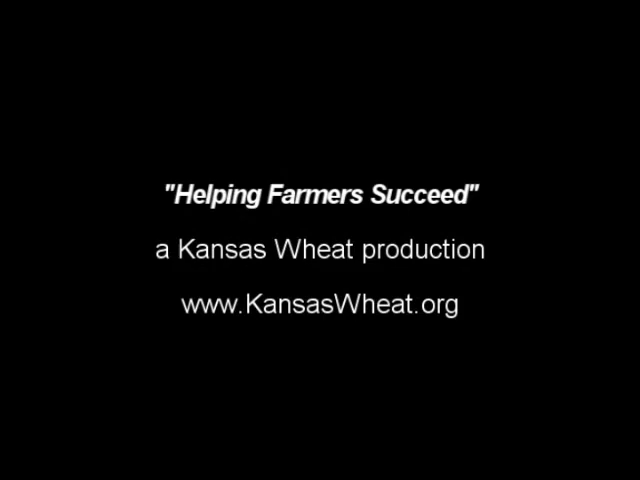 "Helping Farmers Succeed"
a Kansas Wheat production
www.KansasWheat.org